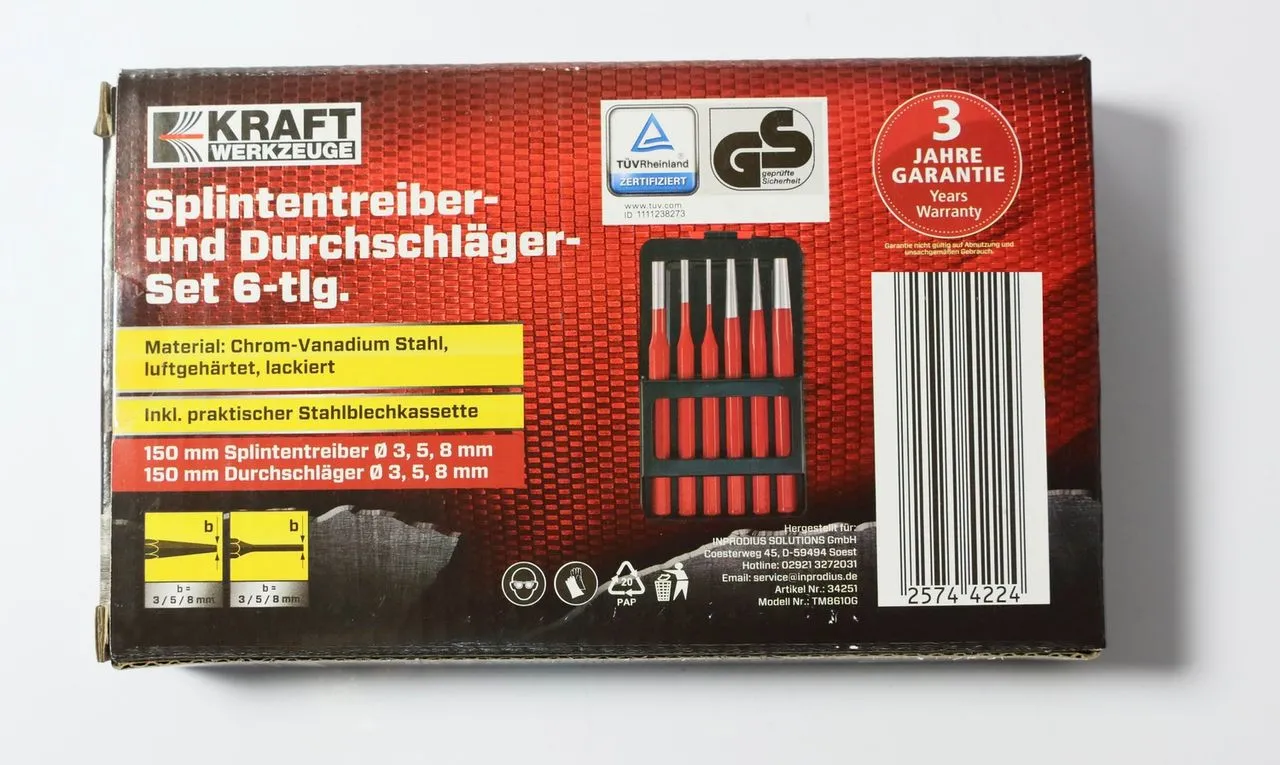 KRAFT
WERKZEUGE
Splintentreiber-
und Durchschläger-
Set 6-tlg.
Material: Chrom-Vanadium Stahl,
luftgehärtet, lackiert
Inkl. praktischer Stahlblechkassette
150 mm Splintentreiber Ø 3, 5, 8 mm
150 mm Durchschläger Ø 3, 5, 8 mm
b
b =
3 / 5 / 8 mm
b
b =
3 / 5 / 8 mm
TÜVRheinland
ZERTIFIZIERT
GS
geprüfte
Sicherheit
www.tuv.com
ID 1111238273
3
JAHRE
GARANTIE
Years
Warranty
Garantie nicht gültig auf Abnutzung und
unsachgemäßen Gebrauch.
20
PAP
Hergestellt für:
INPRODIUS SOLUTIONS GmbH
Coesterweg 45, D-59494 Soest
Hotline: 02921 3272031
Email: service@inprodius.de
Artikel Nr.: 34251
Modell Nr.: TM8610G
2574 4224